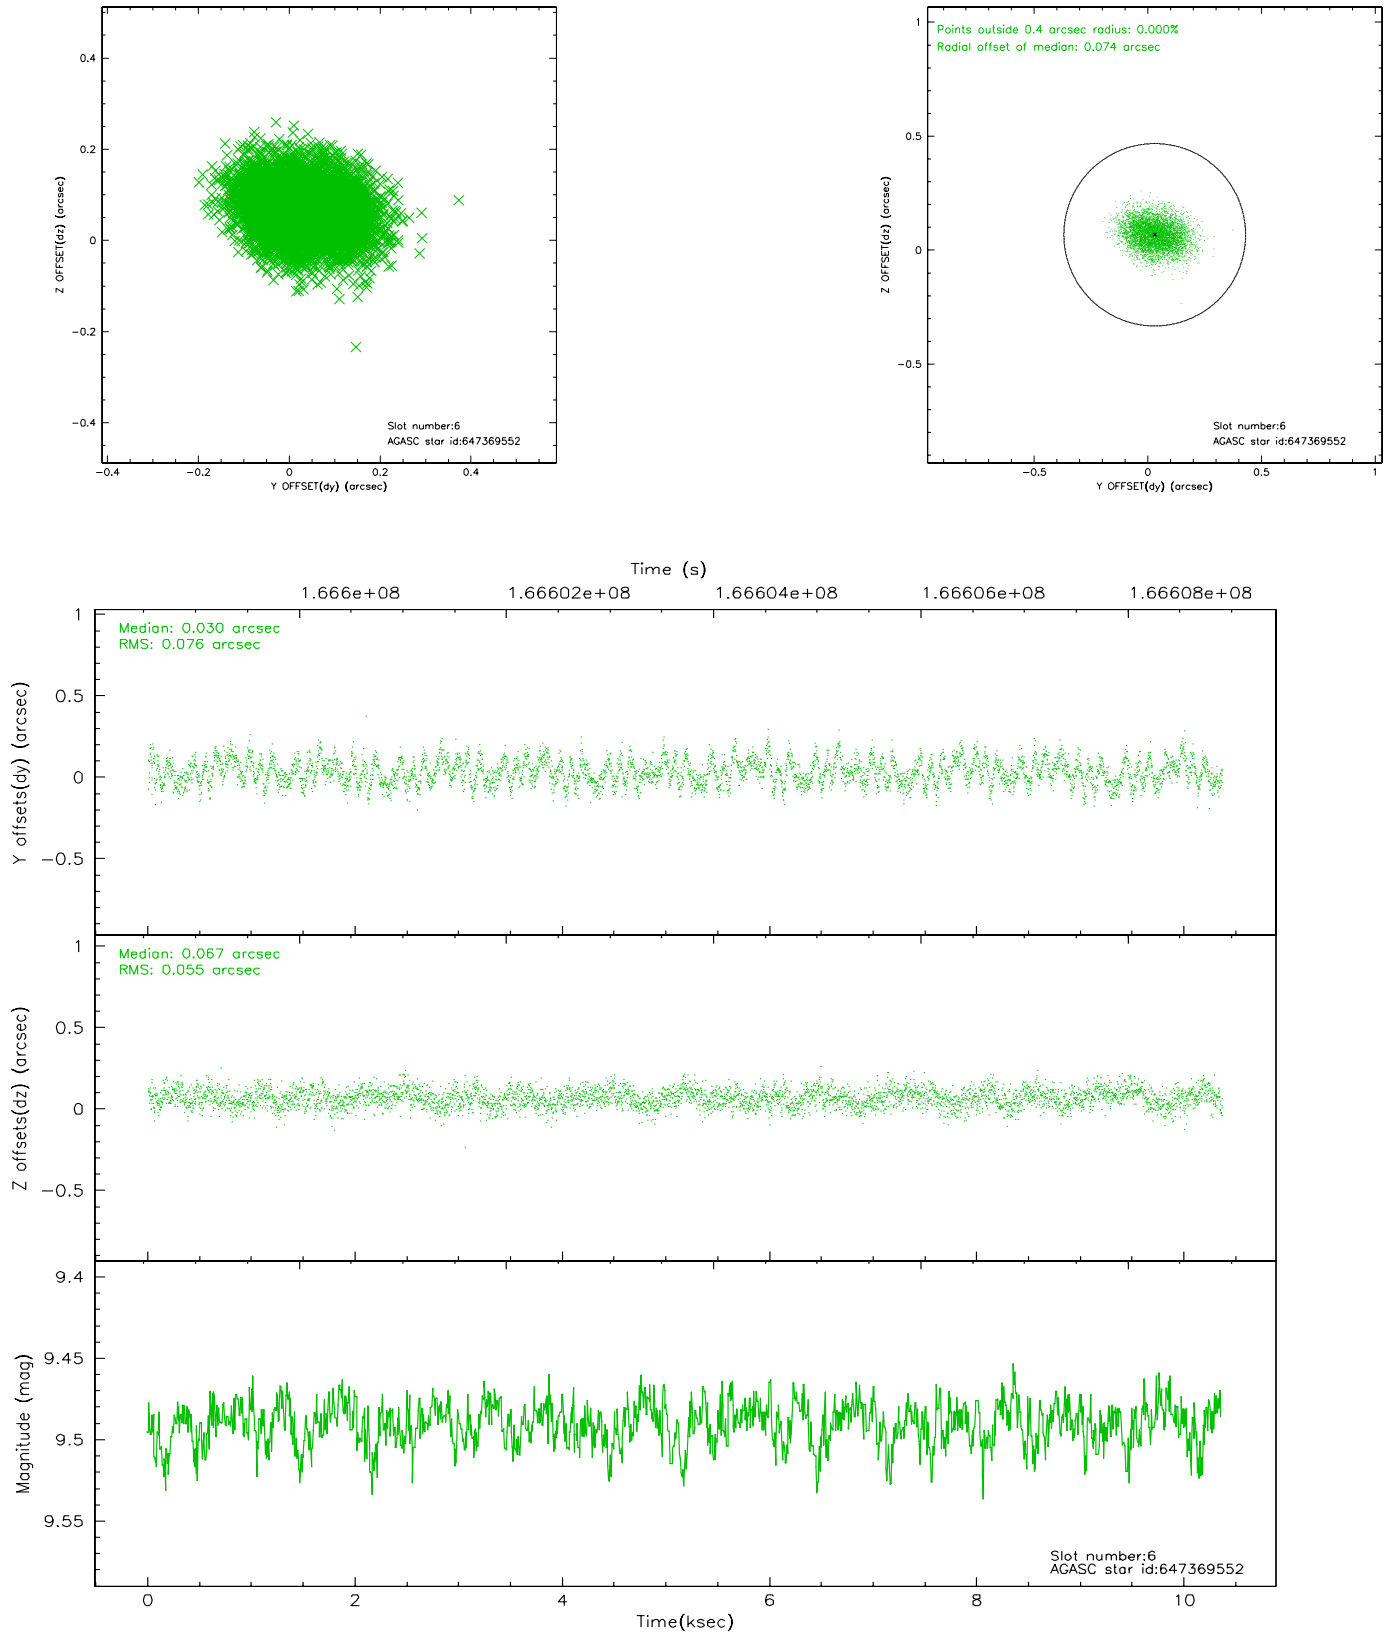 0.4
0.2
0
−0.2
−0.4
Z OFFSET(dz) (arcsec)
Slot number:6
AGASC star id:647369552
−0.4 −0.2 0 0.2 0.4
Y OFFSET(dy) (arcsec)
Points outside 0.4 arcsec radius: 0.000%
Radial offset of median: 0.074 arcsec
1
0.5
0
−0.5
Z OFFSET(dz) (arcsec)
Slot number:6
AGASC star id:647369552
−0.5 0 0.5 1
Y OFFSET(dy) (arcsec)
Time (s)
1.666e+08 1.66602e+08 1.66604e+08 1.66606e+08 1.66608e+08
Median: 0.030 arcsec
RMS: 0.076 arcsec
1
0.5
0
−0.5
Y offsets(dy) (arcsec)
Median: 0.067 arcsec
RMS: 0.055 arcsec
1
0.5
0
−0.5
Z offsets(dz) (arcsec)
9.4
9.45
9.5
9.55
Magnitude (mag)
Slot number:6
AGASC star id:647369552
0 2 4 6 8 10
Time(ksec)